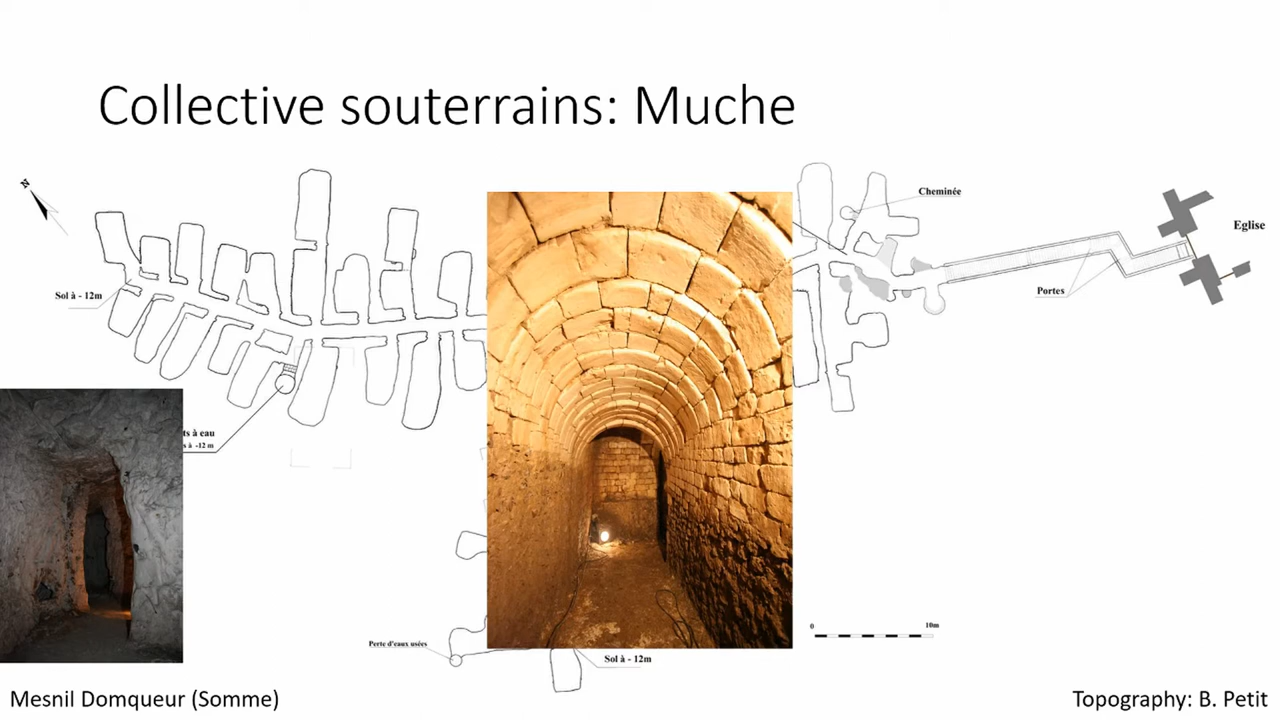 Collective souterrains: Muche
N
Cheminée
Eglise
Sol à - 12m
Portes
ts à eau
à -12 m
0 10m
Perte d'eaux usées
Sol à - 12m
Mesnil Domqueur (Somme)
Topography: B. Petit